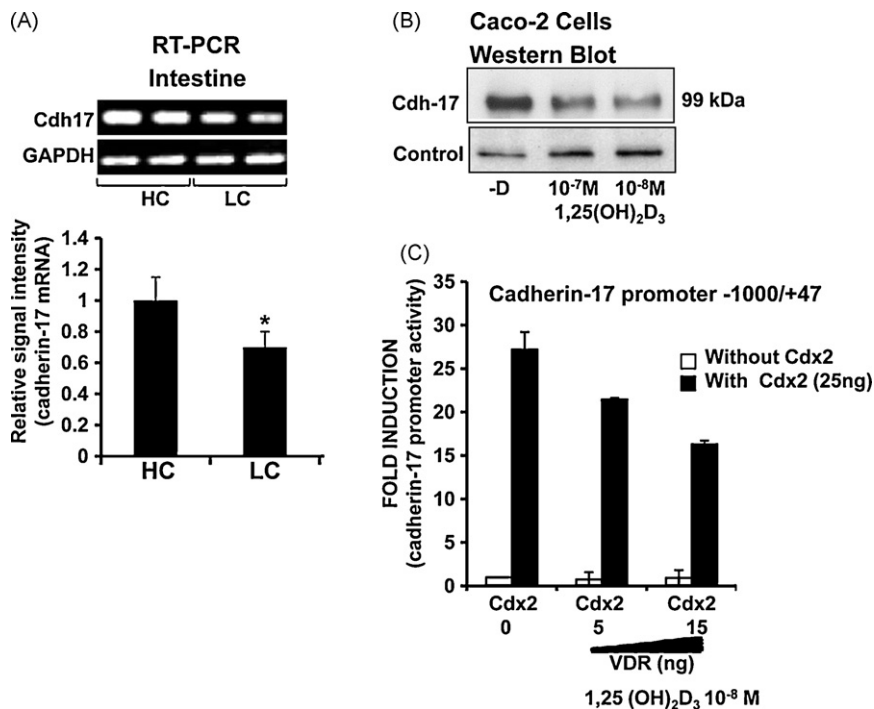 (A)
RT-PCR
Intestine
Cdh17
GAPDH
HC LC
Relative signal intensity
(cadherin-17 mRNA)
1.4
1.2
1
0.8
0.6
0.4
0.2
0
*
HC LC
(B)
Caco-2 Cells
Western Blot
Cdh-17 99 kDa
Control
-D 10⁻⁷M 10⁻⁸M
1,25(OH)₂D₃
(C)
Cadherin-17 promoter -1000/+47
Without Cdx2
With Cdx2 (25ng)
FOLD INDUCTION
(cadherin-17 promoter activity)
35
30
25
20
15
10
5
0
Cdx2 Cdx2 Cdx2
0 5 15
VDR (ng)
1,25 (OH)₂D₃ 10⁻⁸ M